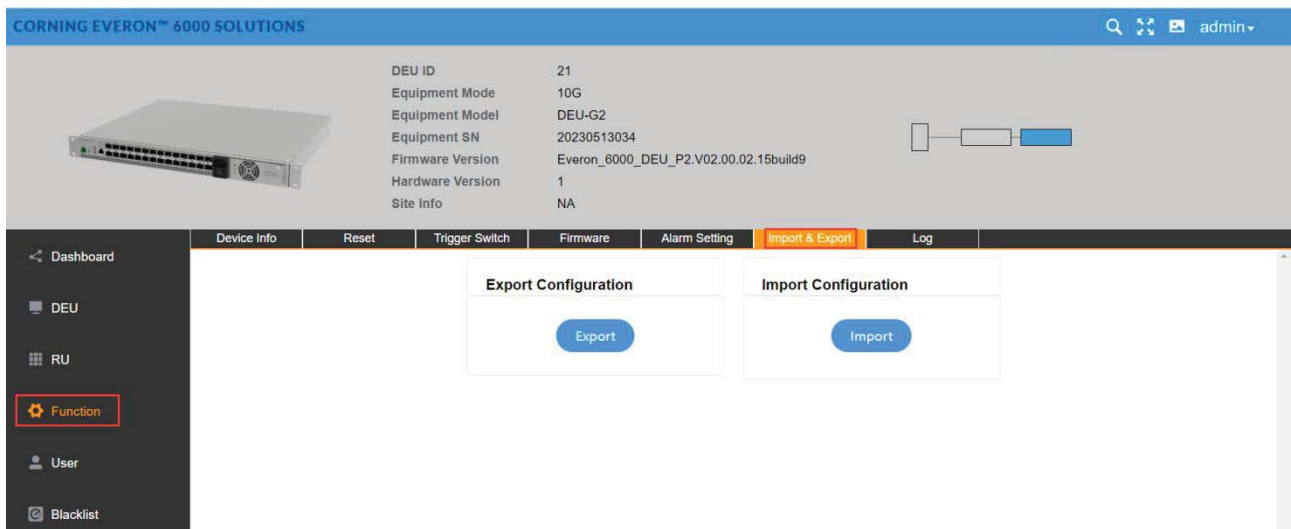 CORNING EVERON™ 6000 SOLUTIONS
admin
DEU ID 21
Equipment Mode 10G
Equipment Model DEU-G2
Equipment SN 20230513034
Firmware Version Everon_6000_DEU_P2.V02.00.02.15build9
Hardware Version 1
Site Info NA
Device Info Reset Trigger Switch Firmware Alarm Setting Import & Export Log
Dashboard
DEU
RU
Function
User
Blacklist
Export Configuration
Export
Import Configuration
Import